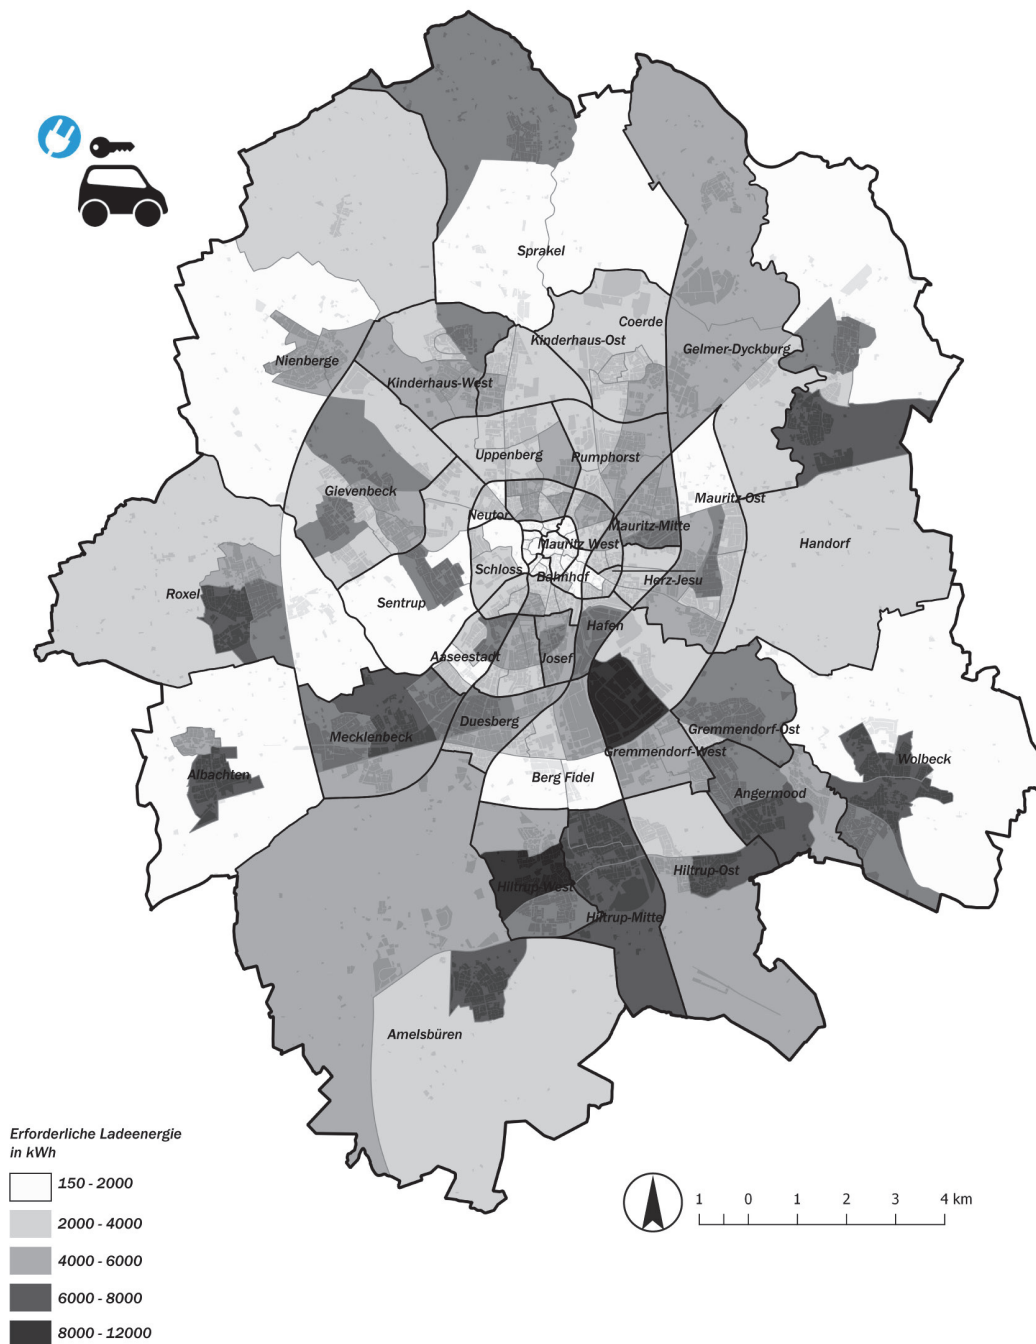 Sprakel
Coerde
Kinderhaus-Ost
Gelmer-Dyckburg
Nienberge
Kinderhaus-West
Uppenberg
Pumphorst
Gievenbeck
Mauritz-Ost
Neutor
Mauritz-Mitte
Mauritz West
Handorf
Schloss
Bahnhof
Herz-Jesu
Roxel
Sentrup
Hafen
Aaseestadt
Josef
Duesberg
Gremmendorf-Ost
Mecklenbeck
Gremmendorf-West
Wolbeck
Albachten
Berg Fidel
Angermood
Hiltrup-Ost
Hiltrup-West
Hiltrup-Mitte
Amelsbüren
Erforderliche Ladeenergie
in kWh
150 - 2000
2000 - 4000
4000 - 6000
6000 - 8000
8000 - 12000
1 0 1 2 3 4 km